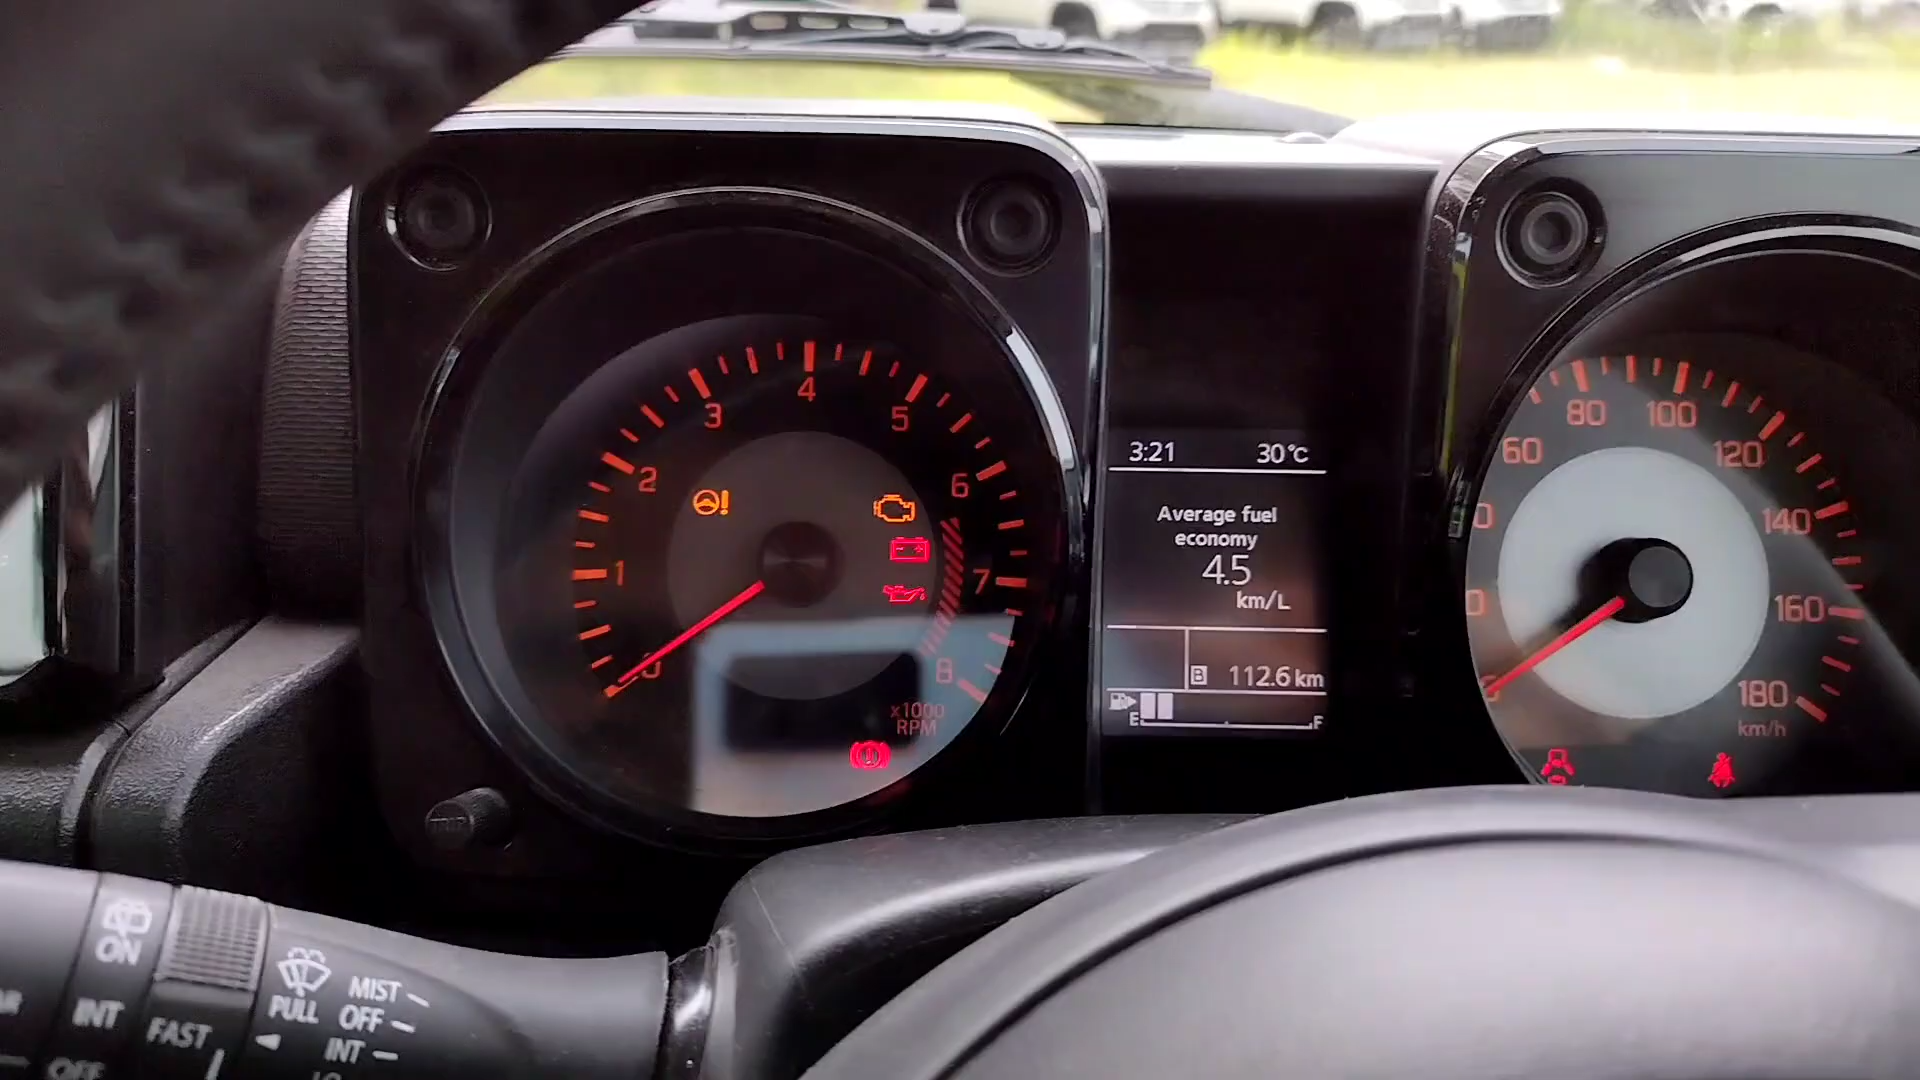 4
3
5
2
6
1
7
8
x1000
RPM
3:21 30°C
Average fuel
economy
4.5
km/L
B 112.6 km
E F
80
100
60
120
140
160
180
km/h
ON
INT
FAST
OFF
PULL
MIST
OFF
INT